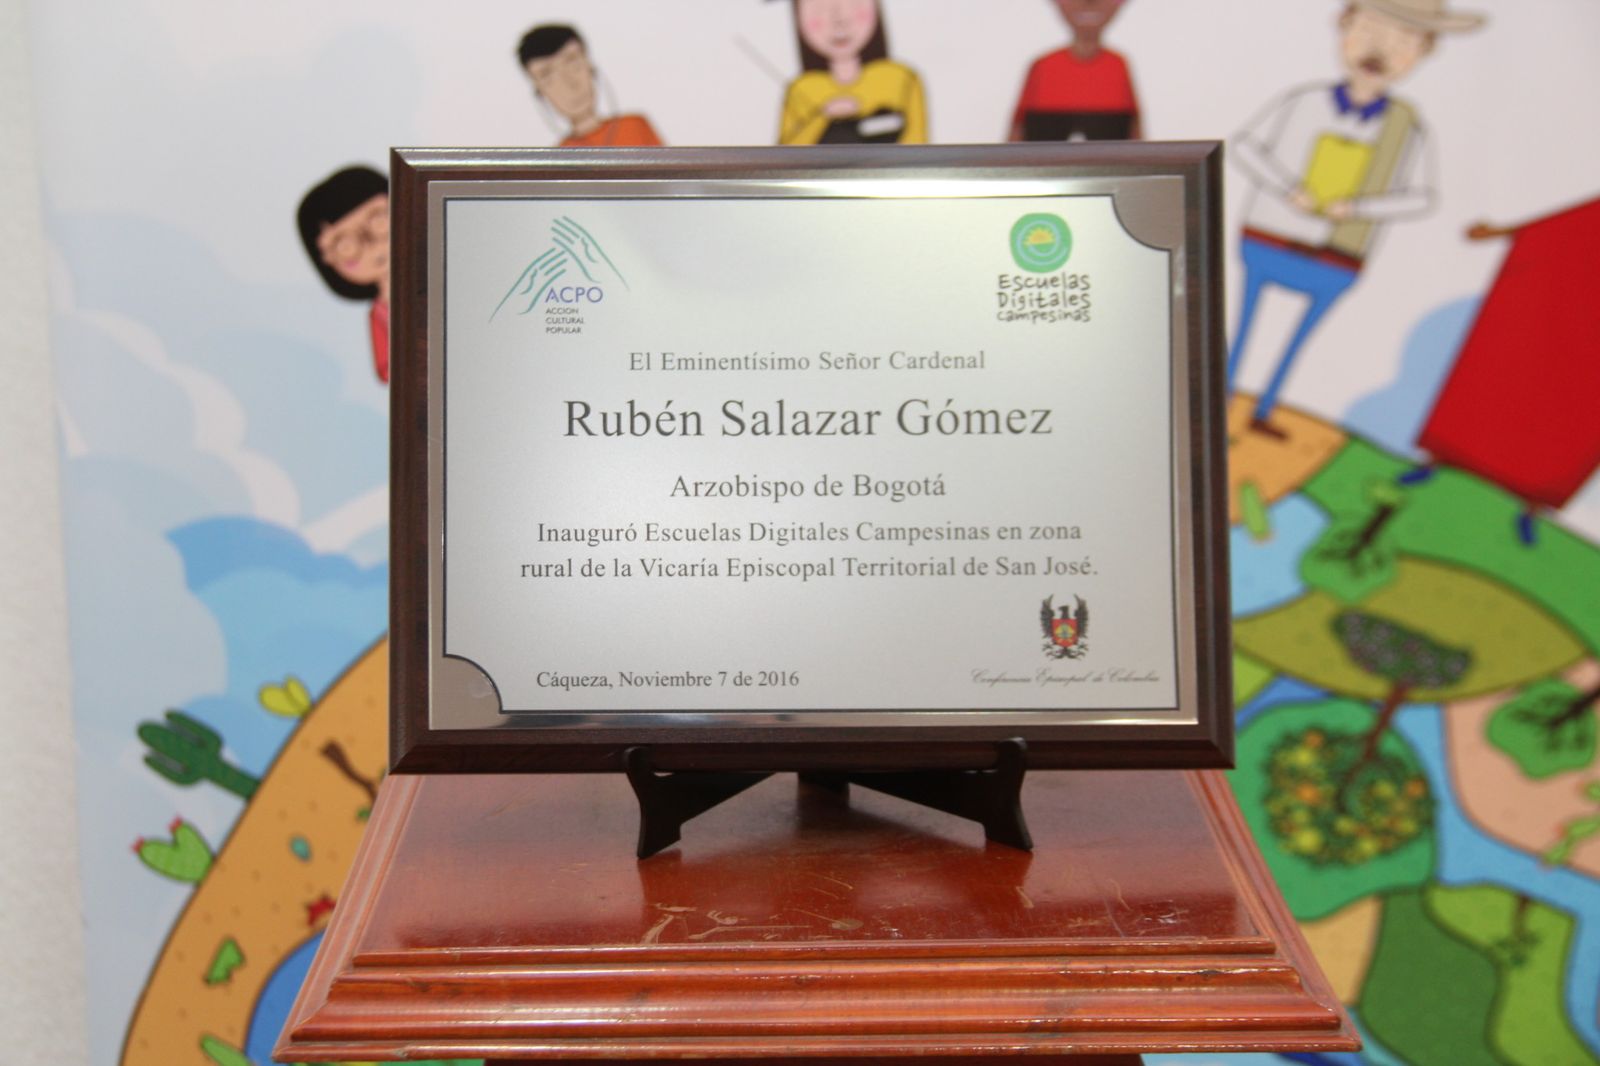 ACPO
ACCION
CULTURAL
POPULAR
Escuelas
Digitales
campesinas
El Eminentísimo Señor Cardenal
Rubén Salazar Gómez
Arzobispo de Bogotá
Inauguró Escuelas Digitales Campesinas en zona
rural de la Vicaría Episcopal Territorial de San José.
Cáqueza, Noviembre 7 de 2016
Conferencia Episcopal de Colombia